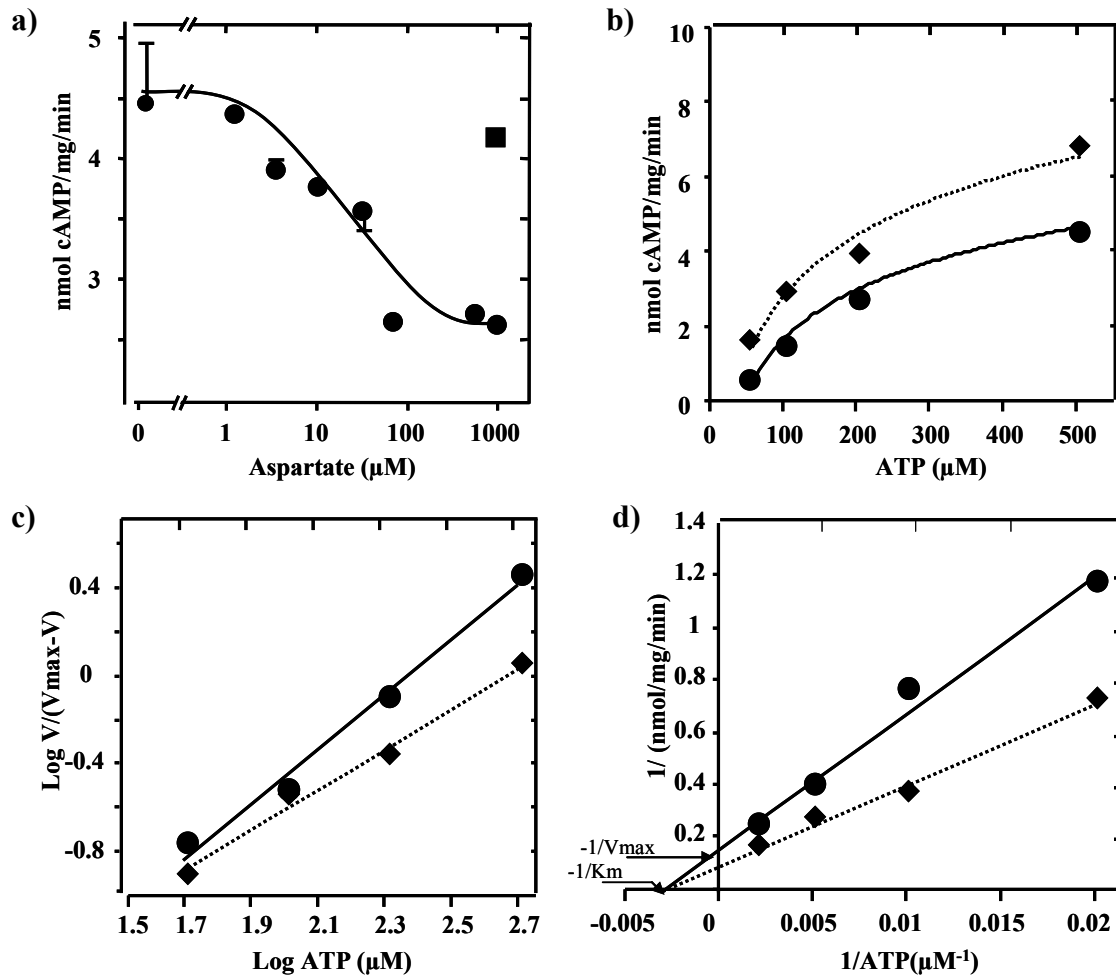 a)
5
4
3
nmol cAMP/mg/min
0 1 10 100 1000
Aspartate (µM)
b)
10
8
6
4
2
0
nmol cAMP/mg/min
0 100 200 300 400 500
ATP (µM)
c)
0.4
0
-0.4
-0.8
Log V/(Vmax-V)
1.5 1.7 1.9 2.1 2.3 2.5 2.7
Log ATP (µM)
d)
1.4
1.2
1
0.8
0.6
0.4
0.2
1/ (nmol/mg/min)
-1/Vmax
-1/Km
-0.005 0 0.005 0.01 0.02
1/ATP(µM⁻¹)